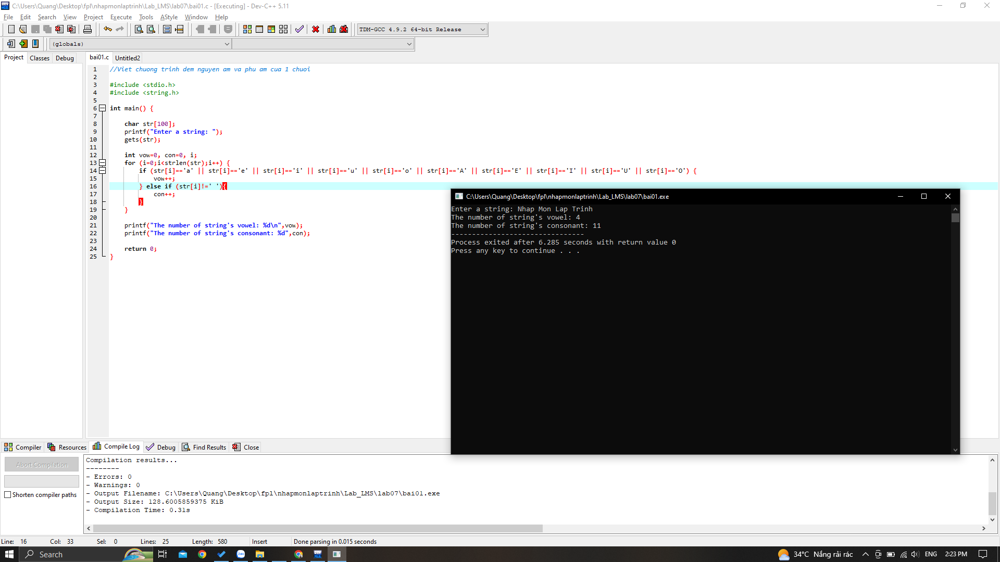 C:\Users\Quang\Desktop\fpl\nhapmonlaptrinh\Lab_LMS\lab07\bai01.c - [Executing] - Dev-C++ 5.11
File Edit Search View Project Execute Tools AStyle Window Help
TDM-GCC 4.9.2 64-bit Release
(globals)
Project Classes Debug bai01.c Untitled2
1 //Viet chuong trinh dem nguyen am va phu am cua 1 chuoi
2
3 #include <stdio.h>
4 #include <string.h>
5
6 int main() {
7
8 char str[100];
9 printf("Enter a string: ");
10 gets(str);
11
12 int vow=0, con=0, i;
13 for (i=0;i<strlen(str);i++) {
14 if (str[i]=='a' || str[i]=='e' || str[i]=='i' || str[i]=='u' || str[i]=='o' || str[i]=='A' || str[i]=='E' || str[i]=='I' || str[i]=='U' || str[i]=='O') {
15 vow++;
16 } else if (str[i]!=' '){
17 con++;
18 }
19 }
20
21 printf("The number of string's vowel: %d\n",vow);
22 printf("The number of string's consonant: %d",con);
23
24 return 0;
25 }
C:\Users\Quang\Desktop\fpl\nhapmonlaptrinh\Lab_LMS\lab07\bai01.exe
Enter a string: Nhap Mon Lap Trinh
The number of string's vowel: 4
The number of string's consonant: 11
--------------------------------
Process exited after 6.285 seconds with return value 0
Press any key to continue . . .
Compiler Resources Compile Log Debug Find Results Close
Abort Compilation
Shorten compiler paths
Compilation results...
--------
- Errors: 0
- Warnings: 0
- Output Filename: C:\Users\Quang\Desktop\fpl\nhapmonlaptrinh\Lab_LMS\lab07\bai01.exe
- Output Size: 128.6005859375 KiB
- Compilation Time: 0.31s
Line: 16 Col: 33 Sel: 0 Lines: 25 Length: 580 Insert Done parsing in 0.015 seconds
Search
Zalo
34°C Nắng rải rác ENG 2:23 PM